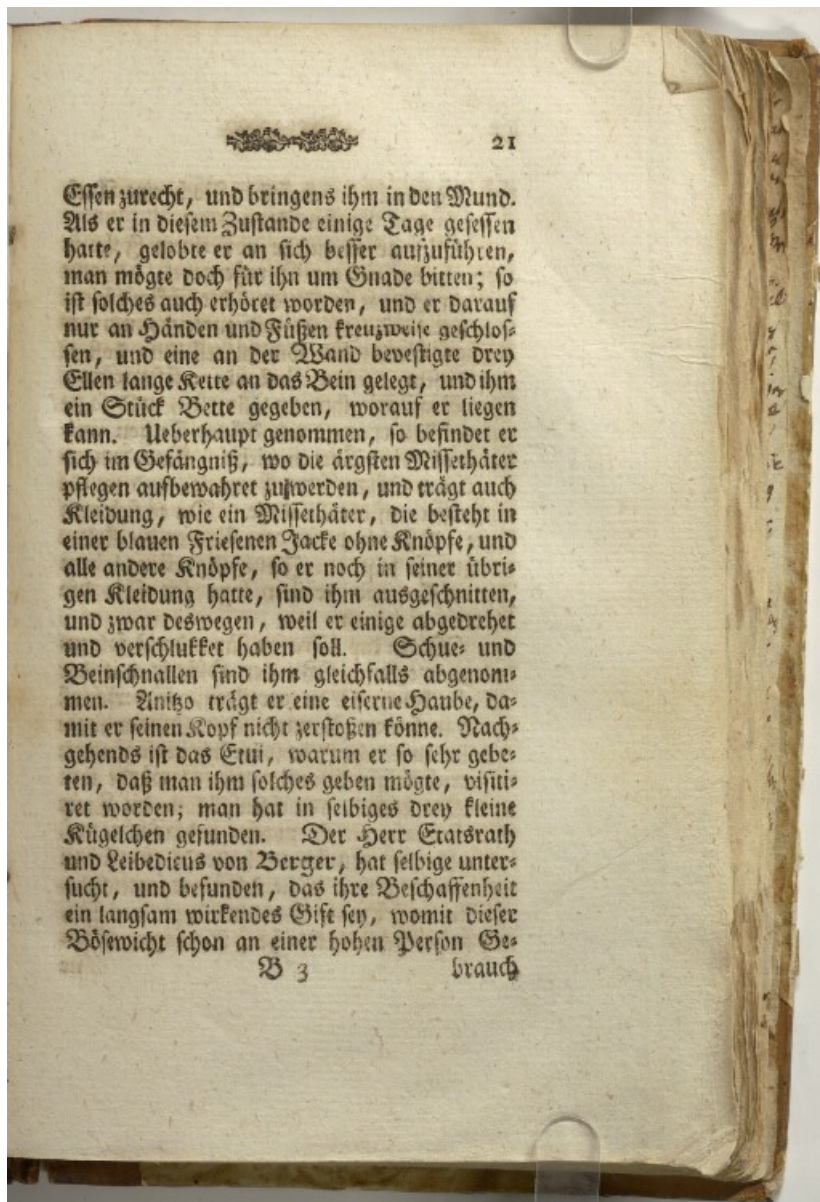 21
Essen zurecht, und bringens ihm in den Mund.
Als er in diesem Zustande einige Tage gesessen
hatte, gelobte er an sich besser aufzuführen,
man mögte doch für ihn um Gnade bitten; so
ist solches auch erhöret worden, und er darauf
nur an Händen und Füßen kreuzweise geschlos-
sen, und eine an der Wand bevestigte drey
Ellen lange Kette an das Bein gelegt, und ihm
ein Stück Bette gegeben, worauf er liegen
kann. Ueberhaupt genommen, so befindet er
sich im Gefängniß, wo die ärgsten Missethäter
pflegen aufbewahret zu werden, und trägt auch
Kleidung, wie ein Missethäter, die besteht in
einer blauen Friesenen Jacke ohne Knöpfe, und
alle andere Knöpfe, so er noch in seiner übri-
gen Kleidung hatte, sind ihm ausgeschnitten,
und zwar deswegen, weil er einige abgedrehet
und verschlukket haben soll. Schue- und
Beinschnallen sind ihm gleichfalls abgenom-
men. Anitzo trägt er eine eiserne Haube, da-
mit er seinen Kopf nicht zerstoßen könne. Nach-
gehends ist das Etui, warum er so sehr gebe-
ten, daß man ihm solches geben mögte, visiti-
ret worden; man hat in selbiges drey kleine
Kügelchen gefunden. Der Herr Etatsrath
und Leibedicus von Berger, hat selbige unter-
sucht, und befunden, das ihre Beschaffenheit
ein langsam wirkendes Gift sey, womit dieser
Bösewicht schon an einer hohen Person Ge-
B 3 brauch